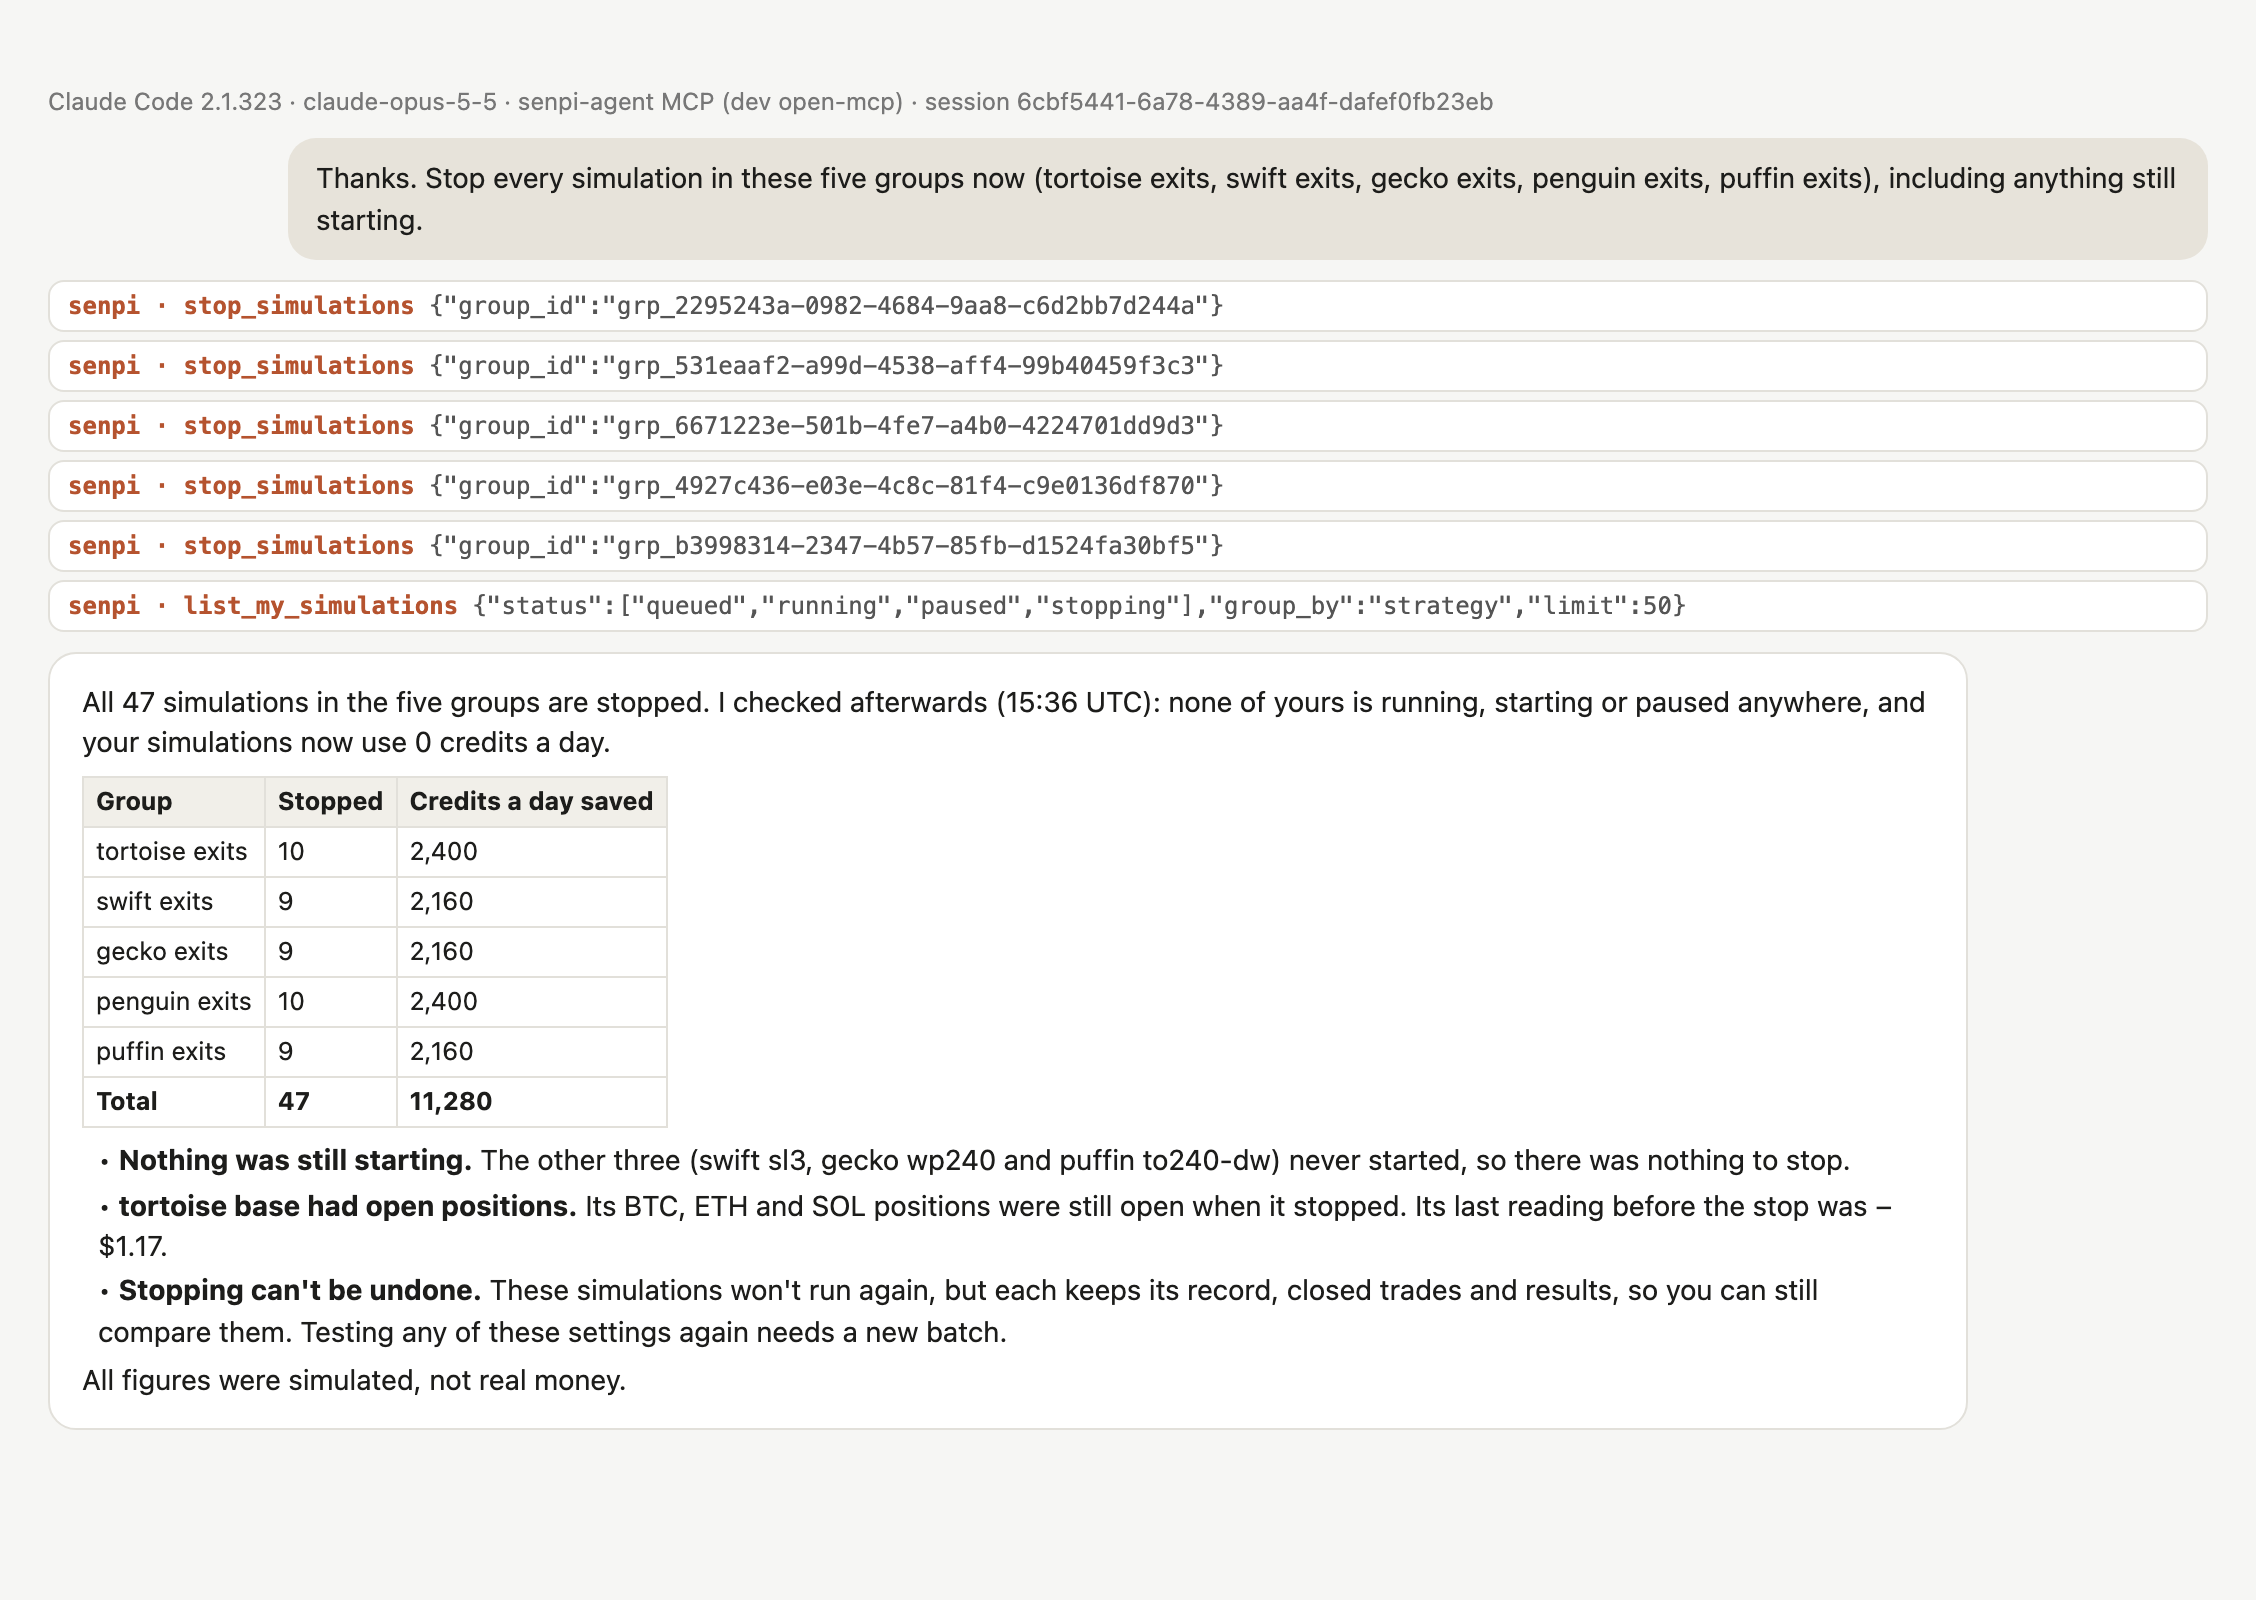 Claude Code 2.1.323 · claude-opus-5-5 · senpi-agent MCP (dev open-mcp) · session 6cbf5441-6a78-4389-aa4f-dafef0fb23eb
Thanks. Stop every simulation in these five groups now (tortoise exits, swift exits, gecko exits, penguin exits, puffin exits), including anything still
starting.
senpi · stop_simulations {"group_id":"grp_2295243a-0982-4684-9aa8-c6d2bb7d244a"}
senpi · stop_simulations {"group_id":"grp_531eaaf2-a99d-4538-aff4-99b40459f3c3"}
senpi · stop_simulations {"group_id":"grp_6671223e-501b-4fe7-a4b0-4224701dd9d3"}
senpi · stop_simulations {"group_id":"grp_4927c436-e03e-4c8c-81f4-c9e0136df870"}
senpi · stop_simulations {"group_id":"grp_b3998314-2347-4b57-85fb-d1524fa30bf5"}
senpi · list_my_simulations {"status":["queued","running","paused","stopping"],"group_by":"strategy","limit":50}
All 47 simulations in the five groups are stopped. I checked afterwards (15:36 UTC): none of yours is running, starting or paused anywhere, and
your simulations now use 0 credits a day.
Group Stopped Credits a day saved
tortoise exits 10 2,400
swift exits 9 2,160
gecko exits 9 2,160
penguin exits 10 2,400
puffin exits 9 2,160
Total 47 11,280
• Nothing was still starting. The other three (swift sl3, gecko wp240 and puffin to240-dw) never started, so there was nothing to stop.
• tortoise base had open positions. Its BTC, ETH and SOL positions were still open when it stopped. Its last reading before the stop was –
$1.17.
• Stopping can't be undone. These simulations won't run again, but each keeps its record, closed trades and results, so you can still
compare them. Testing any of these settings again needs a new batch.
All figures were simulated, not real money.